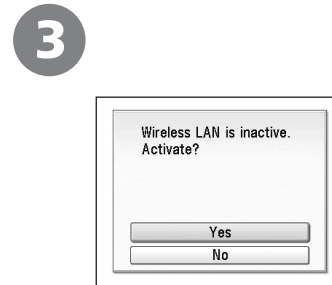 3
Wireless LAN is inactive.
Activate?
Yes
No